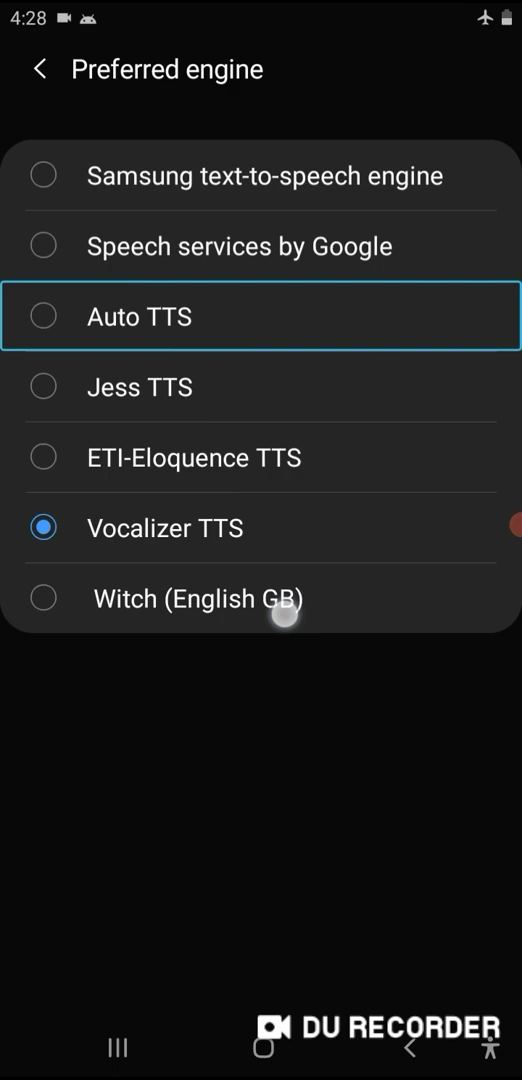 4:28
Preferred engine
Samsung text-to-speech engine
Speech services by Google
Auto TTS
Jess TTS
ETI-Eloquence TTS
Vocalizer TTS
Witch (English GB)
DU RECORDER